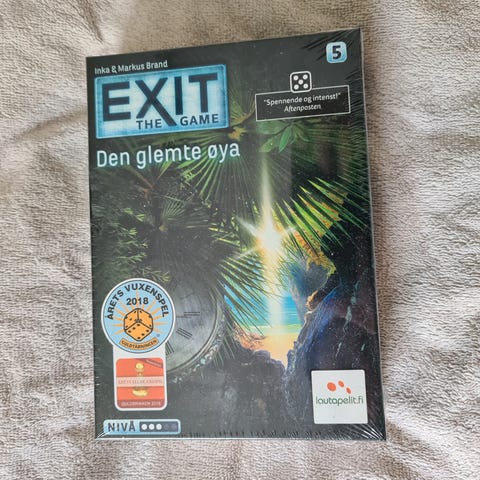 Inka & Markus Brand
5
EXIT
THE GAME
"Spennende og intenst!"
Aftenposten
Den glemte øya
ÅRETS VUXENSPEL
2018
GULDTÄRNINGEN
lautapelit.fi
NIVÅ